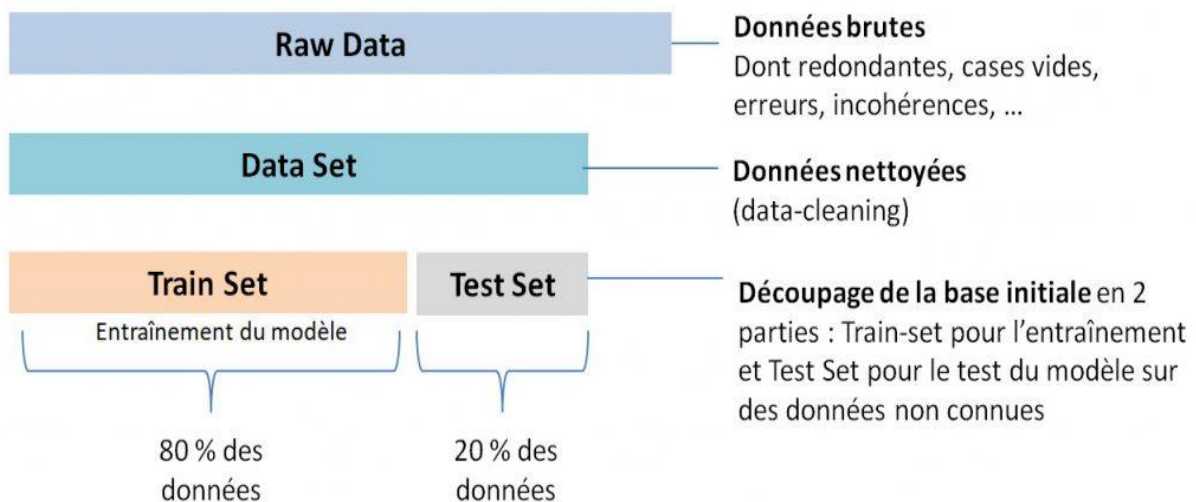 Raw Data
Données brutes
Dont redondantes, cases vides,
erreurs, incohérences, ...
Data Set
Données nettoyées
(data-cleaning)
Train Set
Test Set
Entraînement du modèle
Découpage de la base initiale en 2
parties : Train-set pour l'entraînement
et Test Set pour le test du modèle sur
des données non connues
80 % des
données
20 % des
données